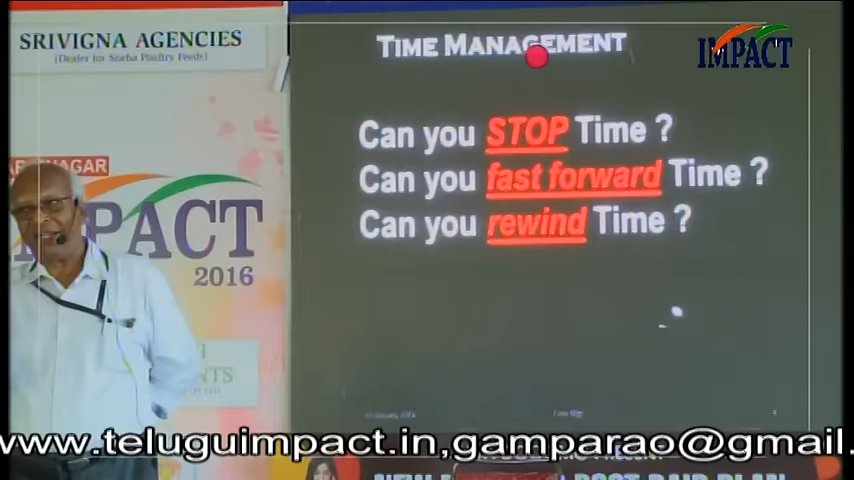 SRIVIGNA AGENCIES
(Dealer for Sneha Poultry Feeds)
NAGAR
IMPACT
2016
TIME MANAGEMENT
IMPACT
Can you STOP Time ?
Can you fast forward Time ?
Can you rewind Time ?
www.teluguimpact.in,gamparao@gmail.